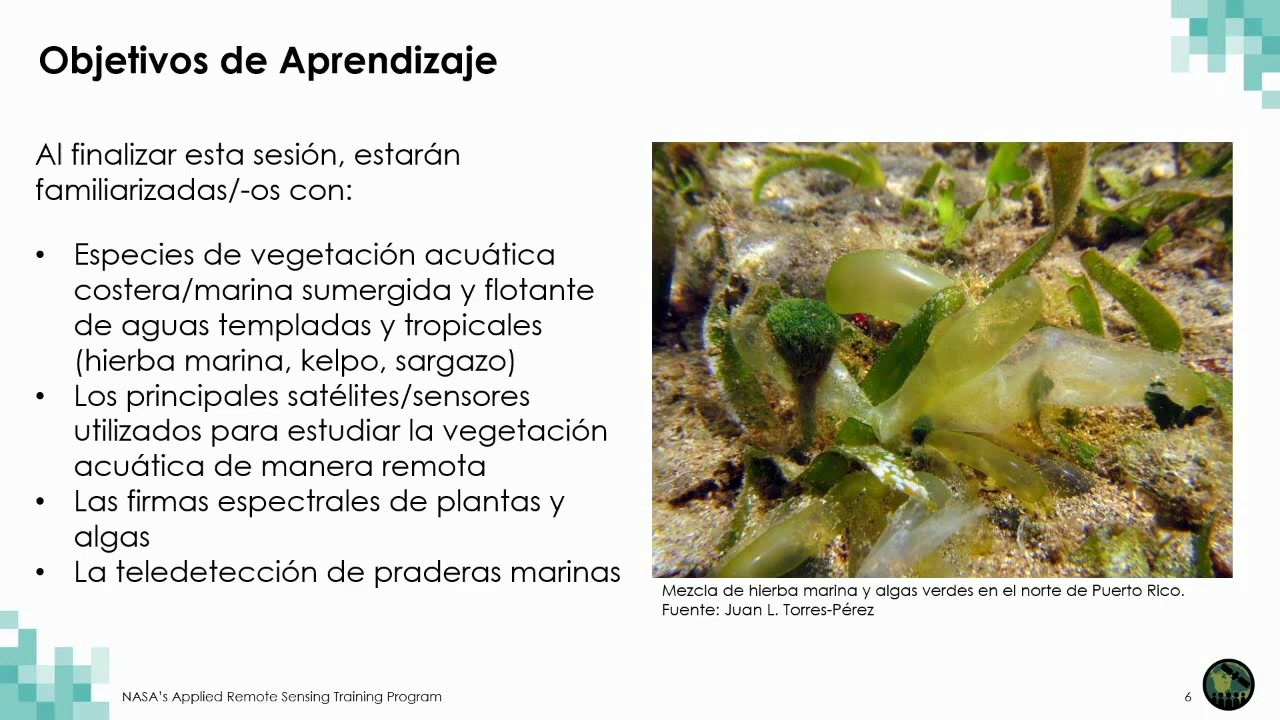 Objetivos de Aprendizaje
Al finalizar esta sesión, estarán
familiarizadas/-os con:
• Especies de vegetación acuática
costera/marina sumergida y flotante
de aguas templadas y tropicales
(hierba marina, kelpo, sargazo)
• Los principales satélites/sensores
utilizados para estudiar la vegetación
acuática de manera remota
• Las firmas espectrales de plantas y
algas
• La teledetección de praderas marinas
Mezcla de hierba marina y algas verdes en el norte de Puerto Rico.
Fuente: Juan L. Torres-Pérez
NASA's Applied Remote Sensing Training Program
6